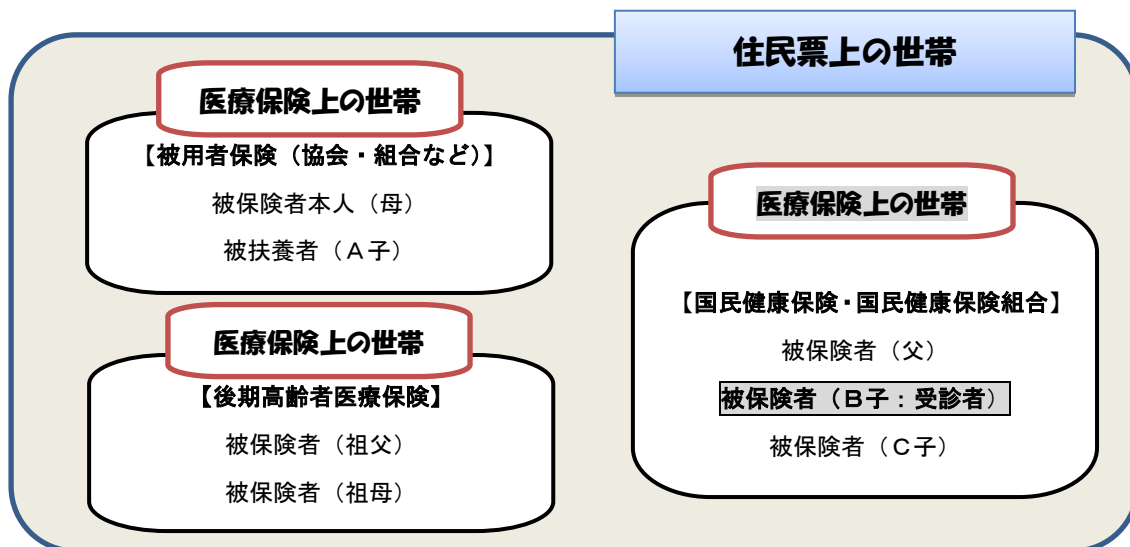 住民票上の世帯
医療保険上の世帯
【被用者保険（協会・組合など）】
被保険者本人（母）
被扶養者（A子）
医療保険上の世帯
【後期高齢者医療保険】
被保険者（祖父）
被保険者（祖母）
医療保険上の世帯
【国民健康保険・国民健康保険組合】
被保険者（父）
被保険者（B子：受診者）
被保険者（C子）